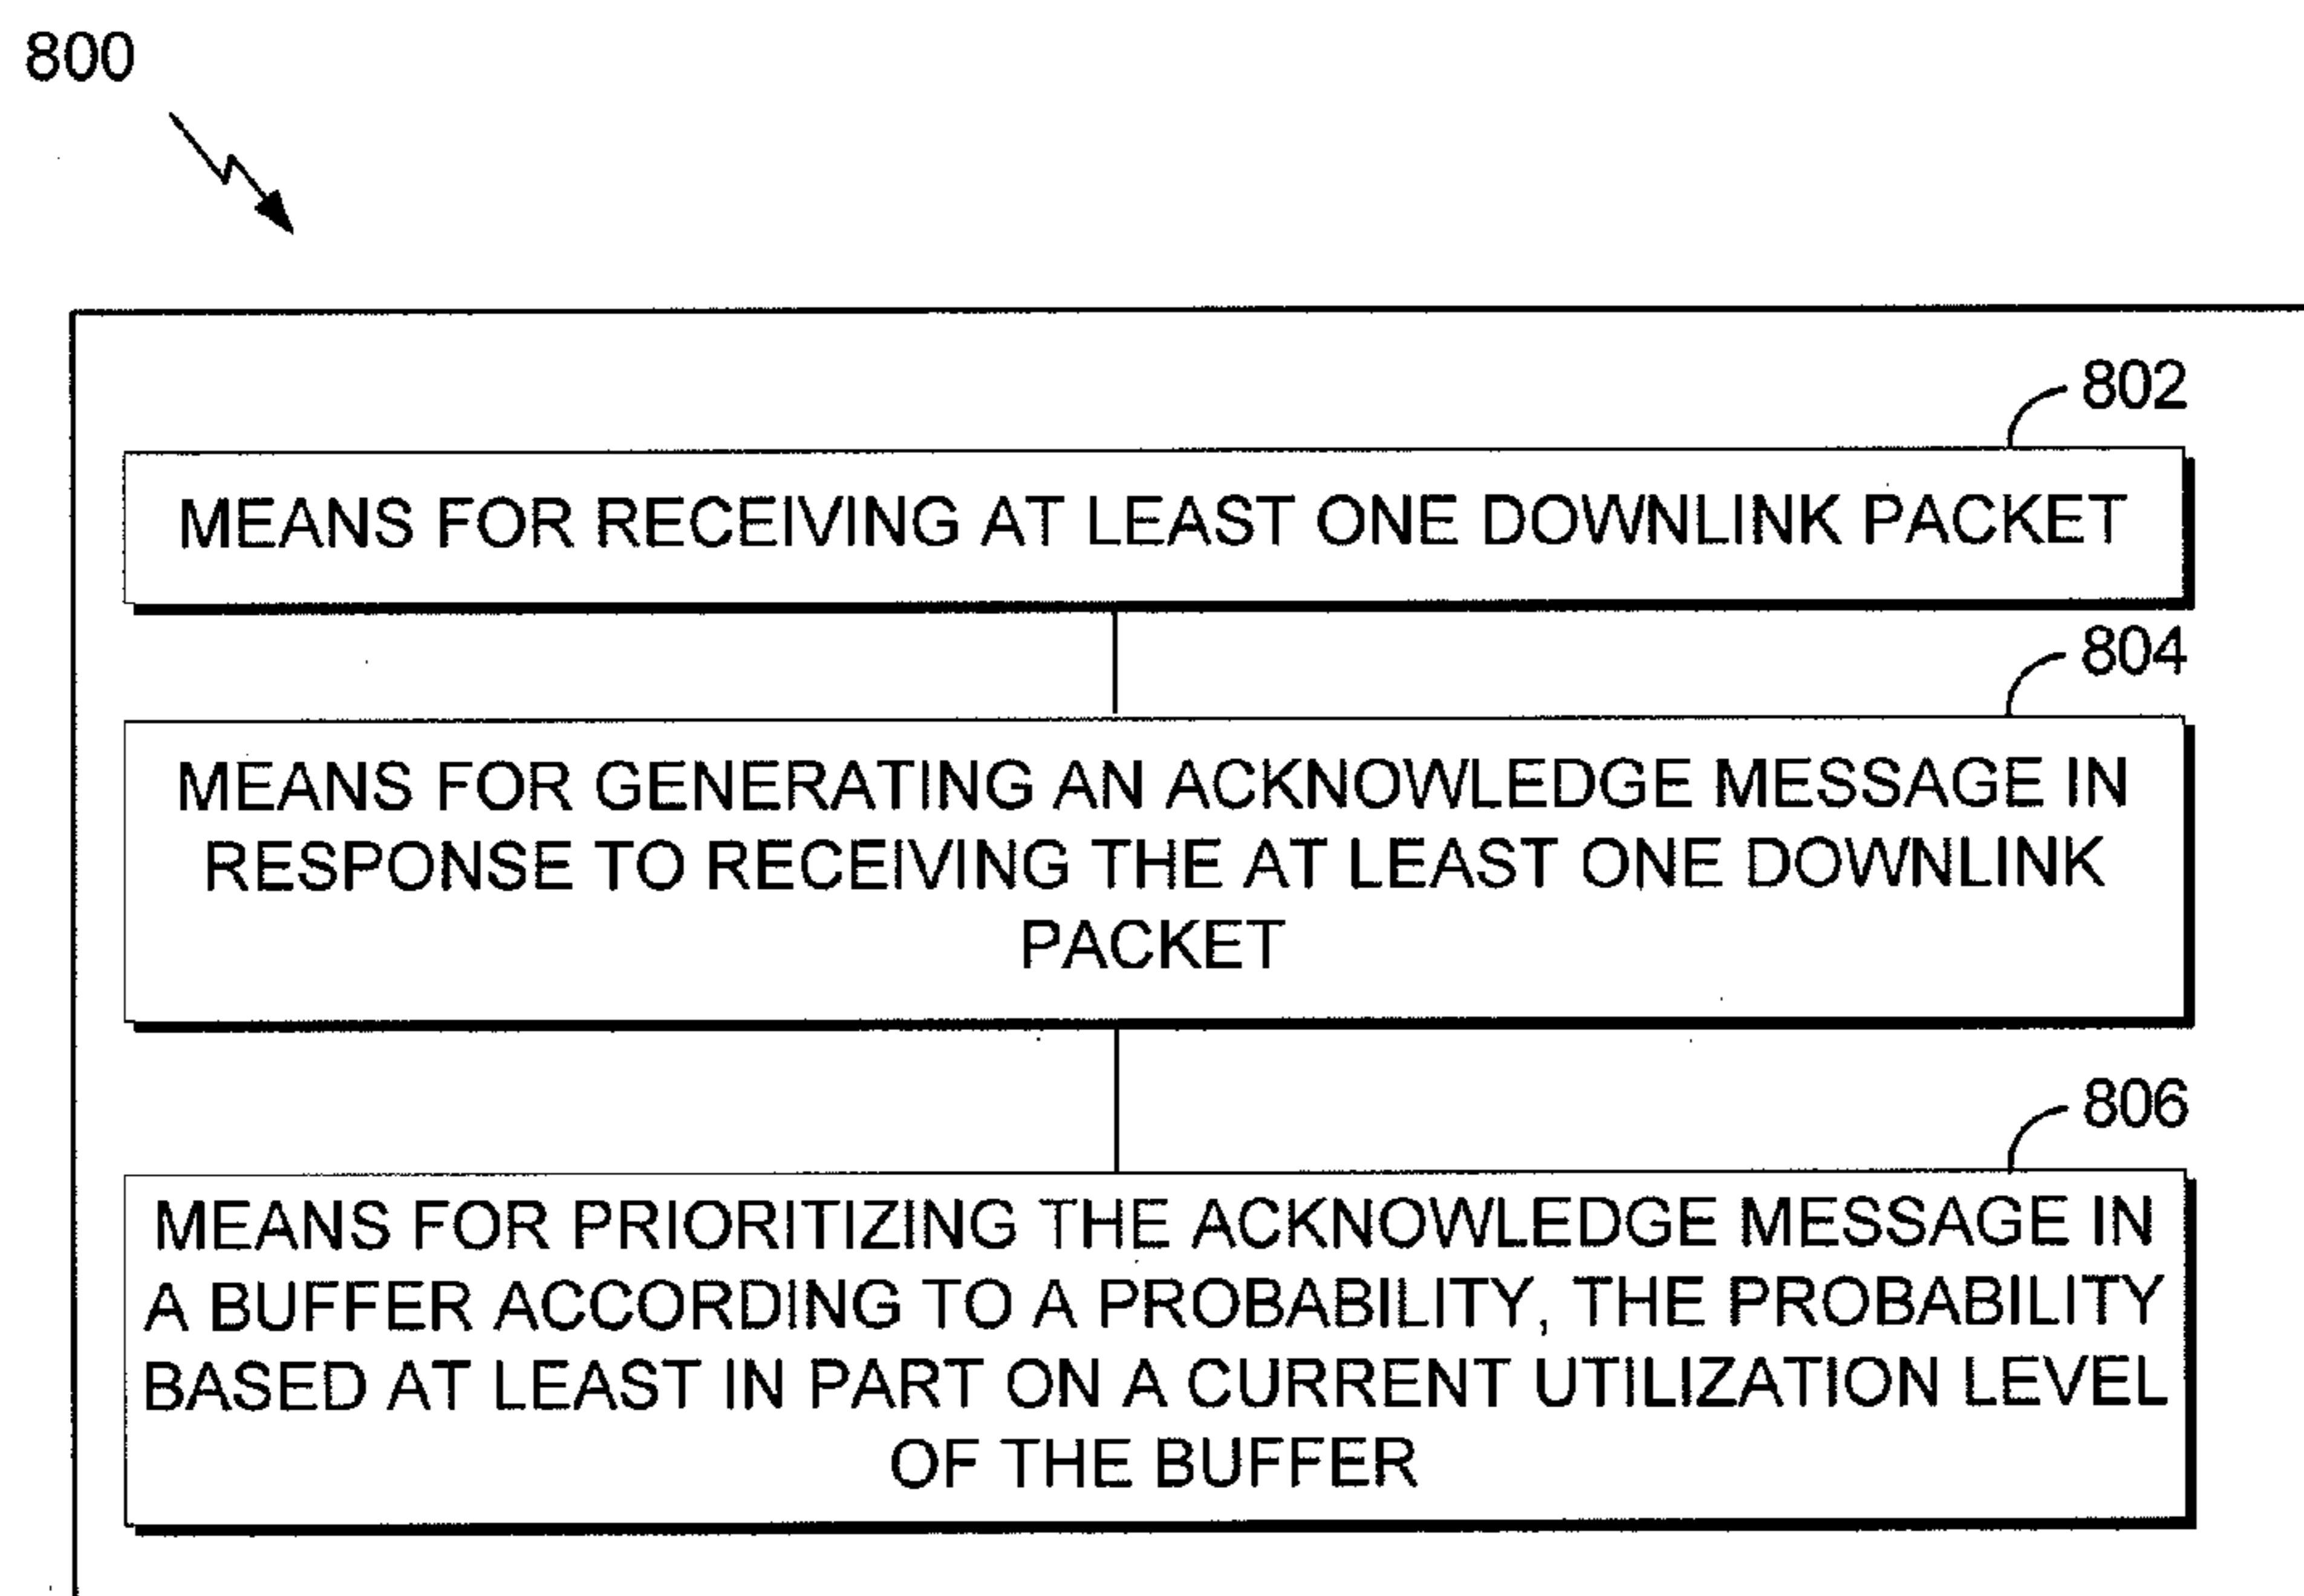 800
802
MEANS FOR RECEIVING AT LEAST ONE DOWNLINK PACKET
804
MEANS FOR GENERATING AN ACKNOWLEDGE MESSAGE IN
RESPONSE TO RECEIVING THE AT LEAST ONE DOWNLINK
PACKET
806
MEANS FOR PRIORITIZING THE ACKNOWLEDGE MESSAGE IN
A BUFFER ACCORDING TO A PROBABILITY, THE PROBABILITY
BASED AT LEAST IN PART ON A CURRENT UTILIZATION LEVEL
OF THE BUFFER